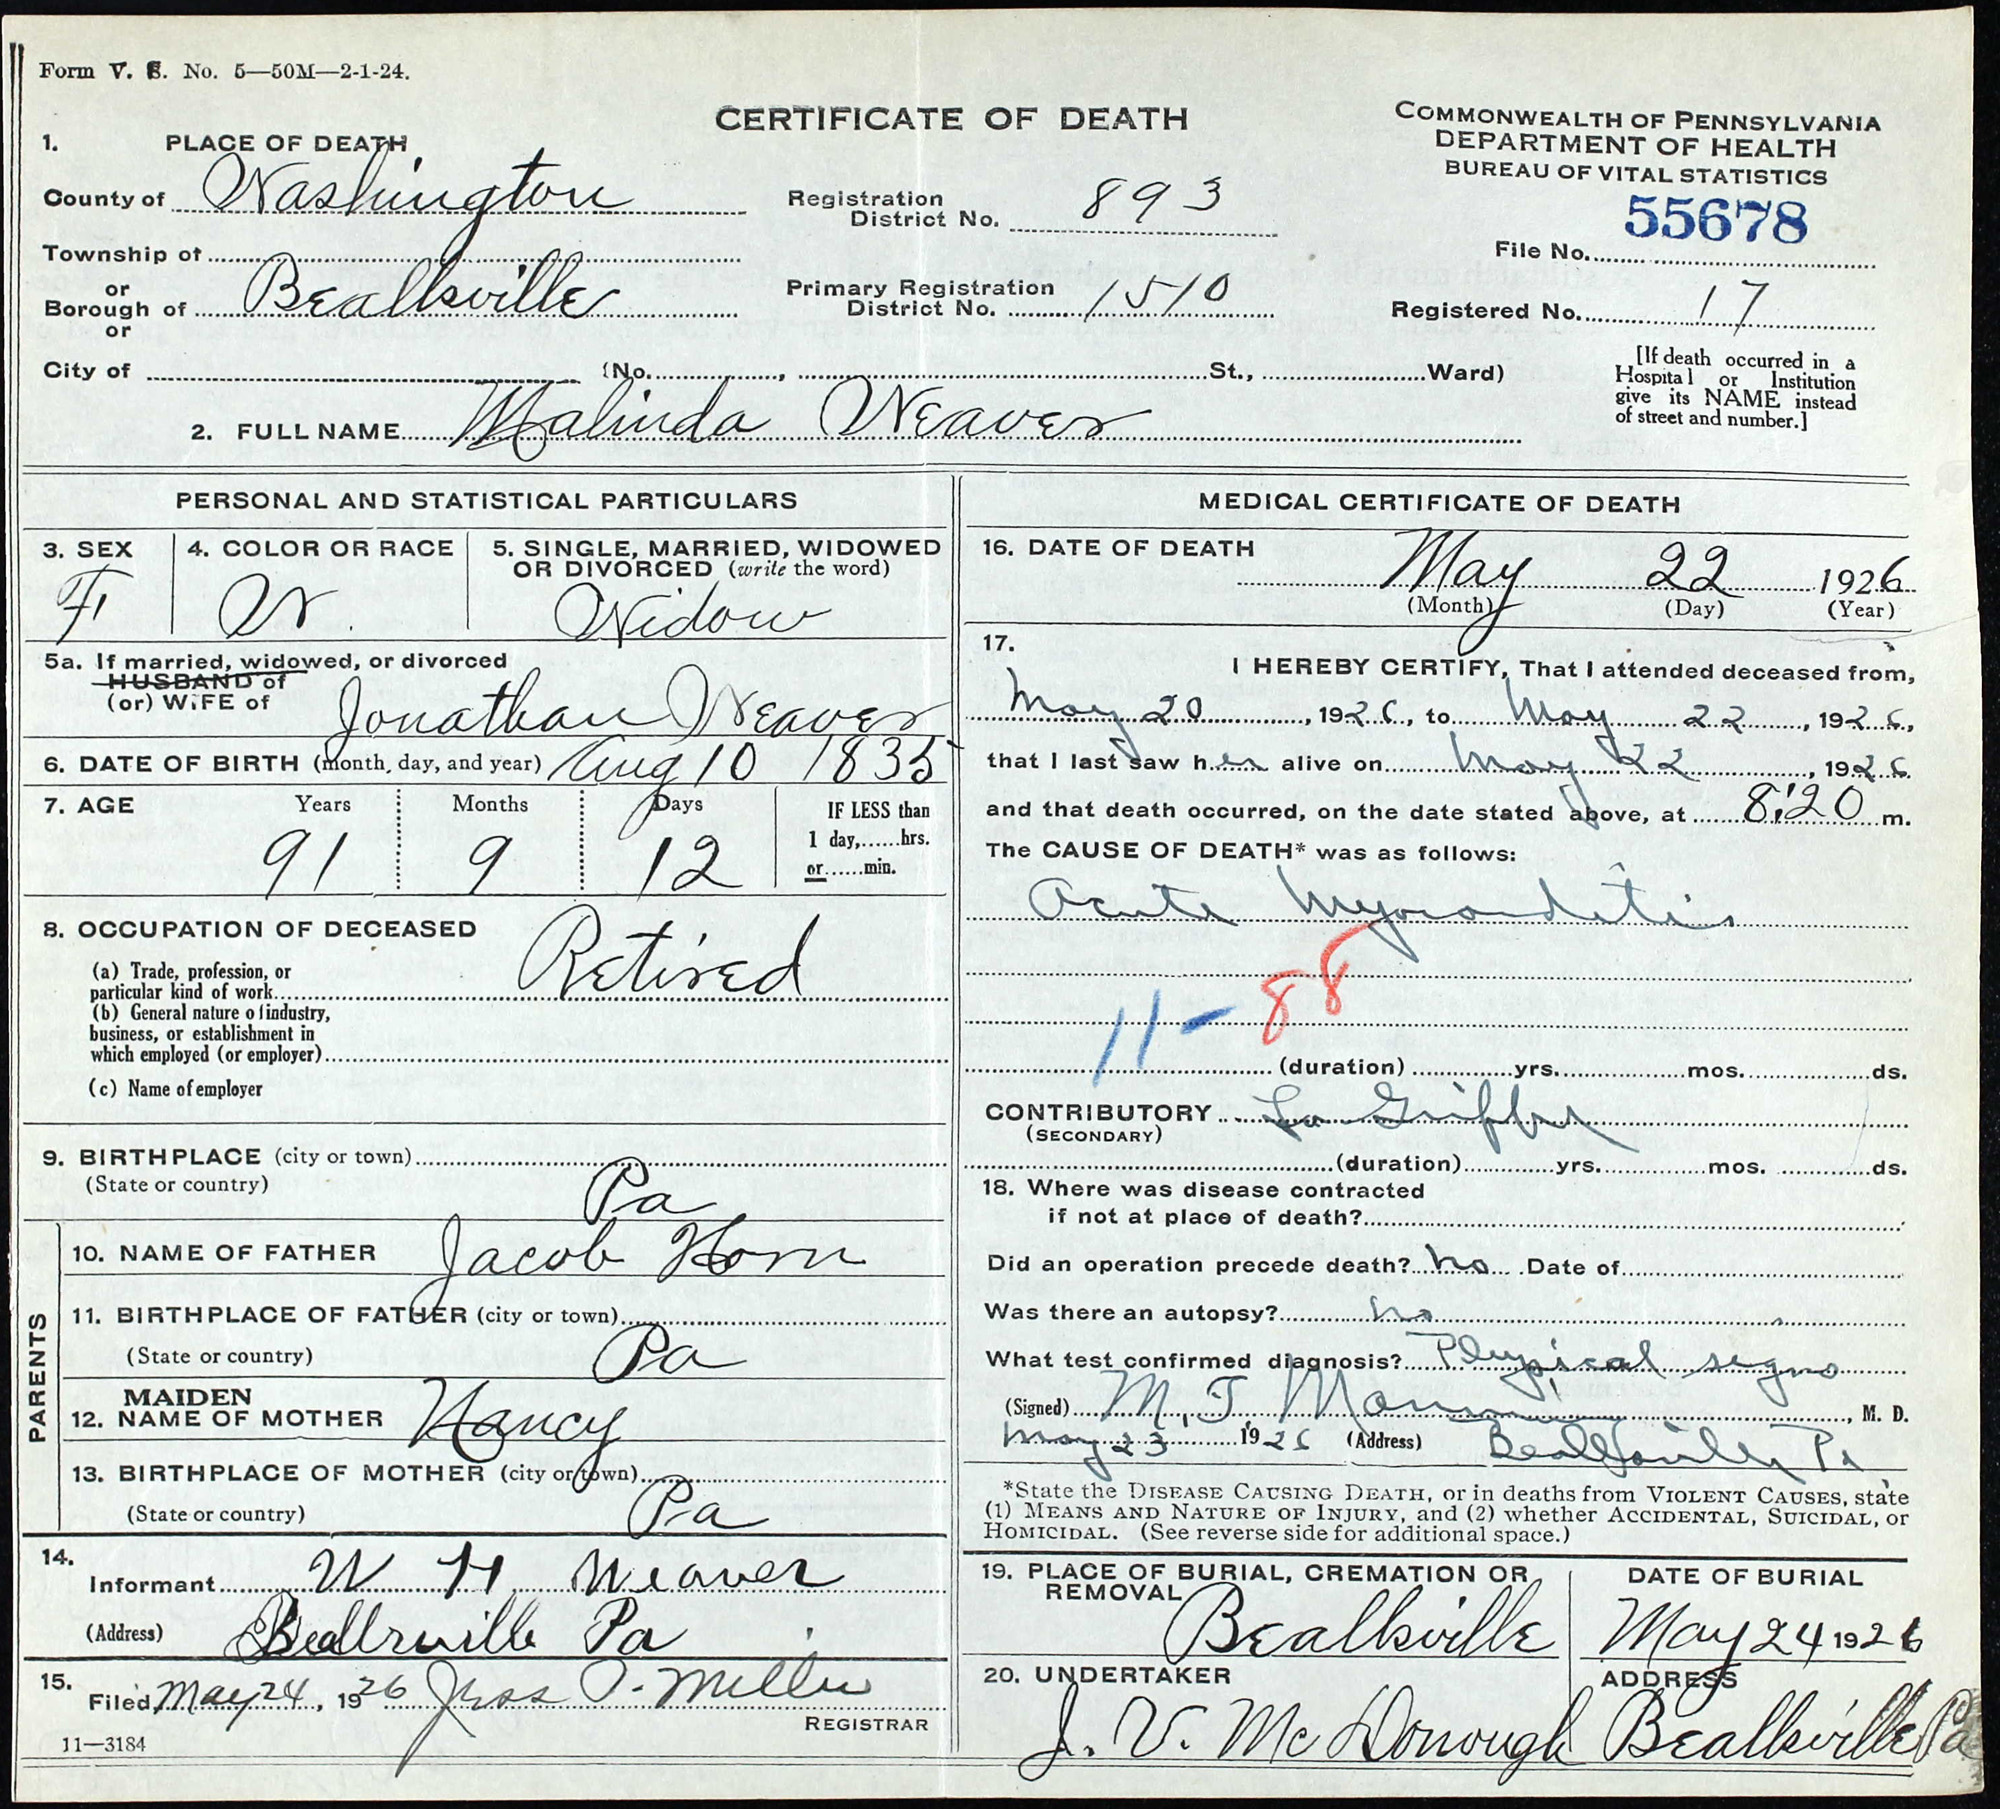 Form V. S. No. 5—50M—2-1-24.
CERTIFICATE OF DEATH
COMMONWEALTH OF PENNSYLVANIA
DEPARTMENT OF HEALTH
BUREAU OF VITAL STATISTICS
1. PLACE OF DEATH
County of Washington
Registration District No. 893
File No. 55678
Township of
or
Borough of Beallsville
or
Primary Registration District No. 1510
Registered No. 17
City of (No. , St., Ward)
[If death occurred in a
Hospital or Institution
give its NAME instead
of street and number.]
2. FULL NAME Malinda Weaver
PERSONAL AND STATISTICAL PARTICULARS
3. SEX
F
4. COLOR OR RACE
W
5. SINGLE, MARRIED, WIDOWED
OR DIVORCED (write the word)
Widow
5a. If married, widowed, or divorced
HUSBAND of
(or) WIFE of Jonathan Weaver
6. DATE OF BIRTH (month, day, and year) Aug 10 1835
7. AGE Years Months Days
91 9 12
IF LESS than
1 day,......hrs.
or......min.
8. OCCUPATION OF DECEASED
Retired
(a) Trade, profession, or
particular kind of work
(b) General nature of industry,
business, or establishment in
which employed (or employer)
(c) Name of employer
9. BIRTHPLACE (city or town)
(State or country) Pa
PARENTS
10. NAME OF FATHER Jacob Horn
11. BIRTHPLACE OF FATHER (city or town)
(State or country) Pa
MAIDEN
12. NAME OF MOTHER Nancy
13. BIRTHPLACE OF MOTHER (city or town)
(State or country) Pa
14.
Informant W H Weaver
(Address) Beallsville Pa
15.
Filed May 24, 1926 Jess P. Miller
REGISTRAR
11—3184
MEDICAL CERTIFICATE OF DEATH
16. DATE OF DEATH May 22 1926
(Month) (Day) (Year)
17.
I HEREBY CERTIFY, That I attended deceased from,
May 20, 1926, to May 22, 1926,
that I last saw her alive on May 22, 1926
and that death occurred, on the date stated above, at 8:20 m.
The CAUSE OF DEATH* was as follows:
Acute Myocarditis
11-88
(duration) yrs. mos. ds.
CONTRIBUTORY La Grippe
(SECONDARY)
(duration) yrs. mos. ds.
18. Where was disease contracted
if not at place of death?
Did an operation precede death? no Date of
Was there an autopsy? no
What test confirmed diagnosis? Physical signs
(Signed) M. T. , M. D.
May 23 1926 (Address) Beallsville Pa
*State the DISEASE CAUSING DEATH, or in deaths from VIOLENT CAUSES, state
(1) MEANS AND NATURE OF INJURY, and (2) whether ACCIDENTAL, SUICIDAL, or
HOMICIDAL. (See reverse side for additional space.)
19. PLACE OF BURIAL, CREMATION OR
REMOVAL
Beallsville
DATE OF BURIAL
May 24 1926
20. UNDERTAKER
J. V. McDonough
ADDRESS
Beallsville Pa